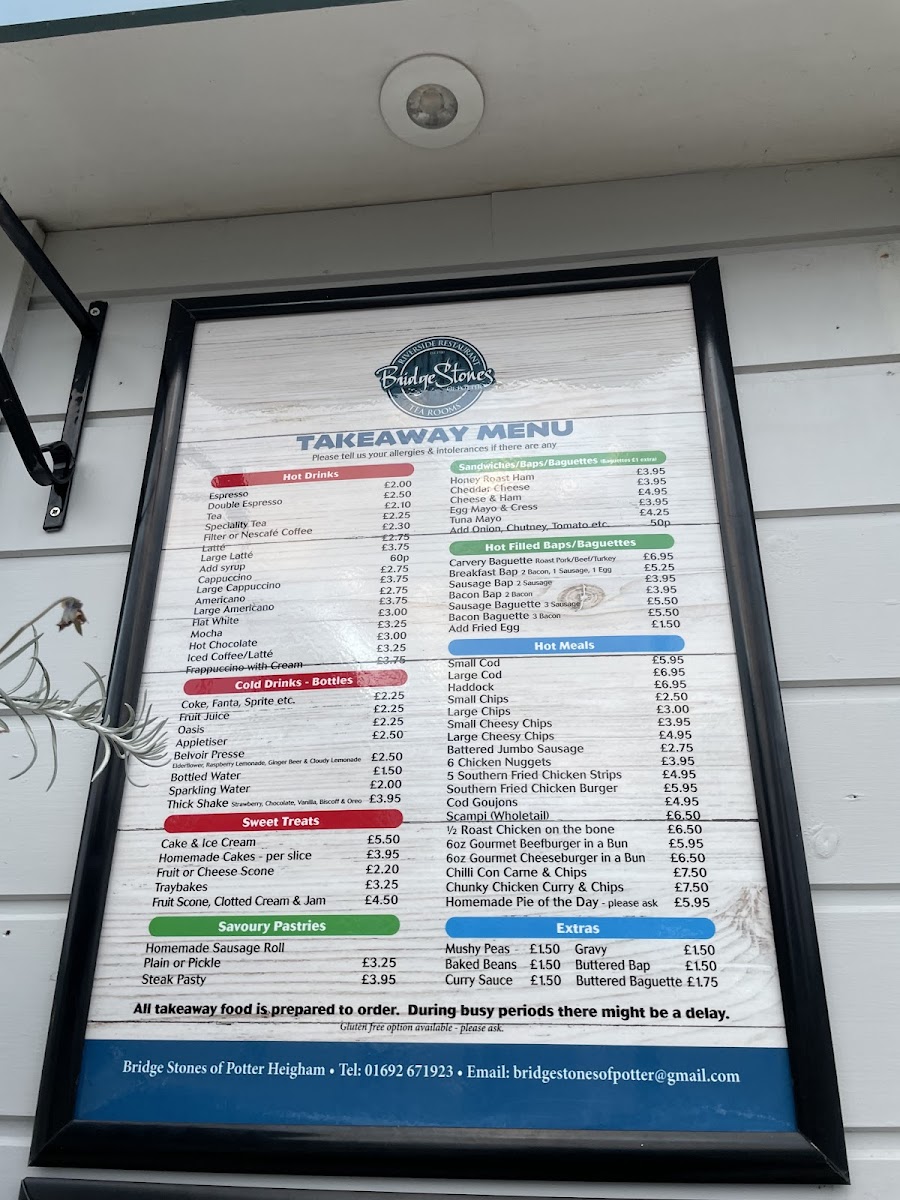 RIVERSIDE RESTAURANT
BridgeStones
TEA ROOMS
TAKEAWAY MENU
Please tell us your allergies & intolerances if there are any
Hot Drinks
Espresso £2.00
Double Espresso £2.50
Tea £2.10
Speciality Tea £2.25
Filter or Nescafé Coffee £2.30
Latté £2.75
Large Latté £3.75
Add syrup 60p
Cappuccino £2.75
Large Cappuccino £3.75
Americano £2.75
Large Americano £3.75
Flat White £3.00
Mocha £3.25
Hot Chocolate £3.00
Iced Coffee/Latté £3.25
Frappuccino with Cream £3.75
Cold Drinks - Bottles
Coke, Fanta, Sprite etc. £2.25
Fruit Juice £2.25
Oasis £2.25
Appletiser £2.50
Belvoir Presse
Elderflower, Raspberry Lemonade, Ginger Beer & Cloudy Lemonade £2.50
Bottled Water £1.50
Sparkling Water £2.00
Thick Shake Strawberry, Chocolate, Vanilla, Biscoff & Oreo £3.95
Sweet Treats
Cake & Ice Cream £5.50
Homemade Cakes - per slice £3.95
Fruit or Cheese Scone £2.20
Traybakes £3.25
Fruit Scone, Clotted Cream & Jam £4.50
Savoury Pastries
Homemade Sausage Roll
Plain or Pickle £3.25
Steak Pasty £3.95
Sandwiches/Baps/Baguettes (Baguettes £1 extra)
Honey Roast Ham £3.95
Cheddar Cheese £3.95
Cheese & Ham £4.95
Egg Mayo & Cress £3.95
Tuna Mayo £4.25
Add Onion, Chutney, Tomato etc. 50p
Hot Filled Baps/Baguettes
Carvery Baguette Roast Pork/Beef/Turkey £6.95
Breakfast Bap 2 Bacon, 1 Sausage, 1 Egg £5.25
Sausage Bap 2 Sausage £3.95
Bacon Bap 2 Bacon £3.95
Sausage Baguette 3 Sausage £5.50
Bacon Baguette 3 Bacon £5.50
Add Fried Egg £1.50
Hot Meals
Small Cod £5.95
Large Cod £6.95
Haddock £6.95
Small Chips £2.50
Large Chips £3.00
Small Cheesy Chips £3.95
Large Cheesy Chips £4.95
Battered Jumbo Sausage £2.75
6 Chicken Nuggets £3.95
5 Southern Fried Chicken Strips £4.95
Southern Fried Chicken Burger £5.95
Cod Goujons £4.95
Scampi (Wholetail) £6.50
½ Roast Chicken on the bone £6.50
6oz Gourmet Beefburger in a Bun £5.95
6oz Gourmet Cheeseburger in a Bun £6.50
Chilli Con Carne & Chips £7.50
Chunky Chicken Curry & Chips £7.50
Homemade Pie of the Day - please ask £5.95
Extras
Mushy Peas £1.50 Gravy £1.50
Baked Beans £1.50 Buttered Bap £1.50
Curry Sauce £1.50 Buttered Baguette £1.75
All takeaway food is prepared to order. During busy periods there might be a delay.
Gluten free option available - please ask.
Bridge Stones of Potter Heigham • Tel: 01692 671923 • Email: bridgestonesofpotter@gmail.com